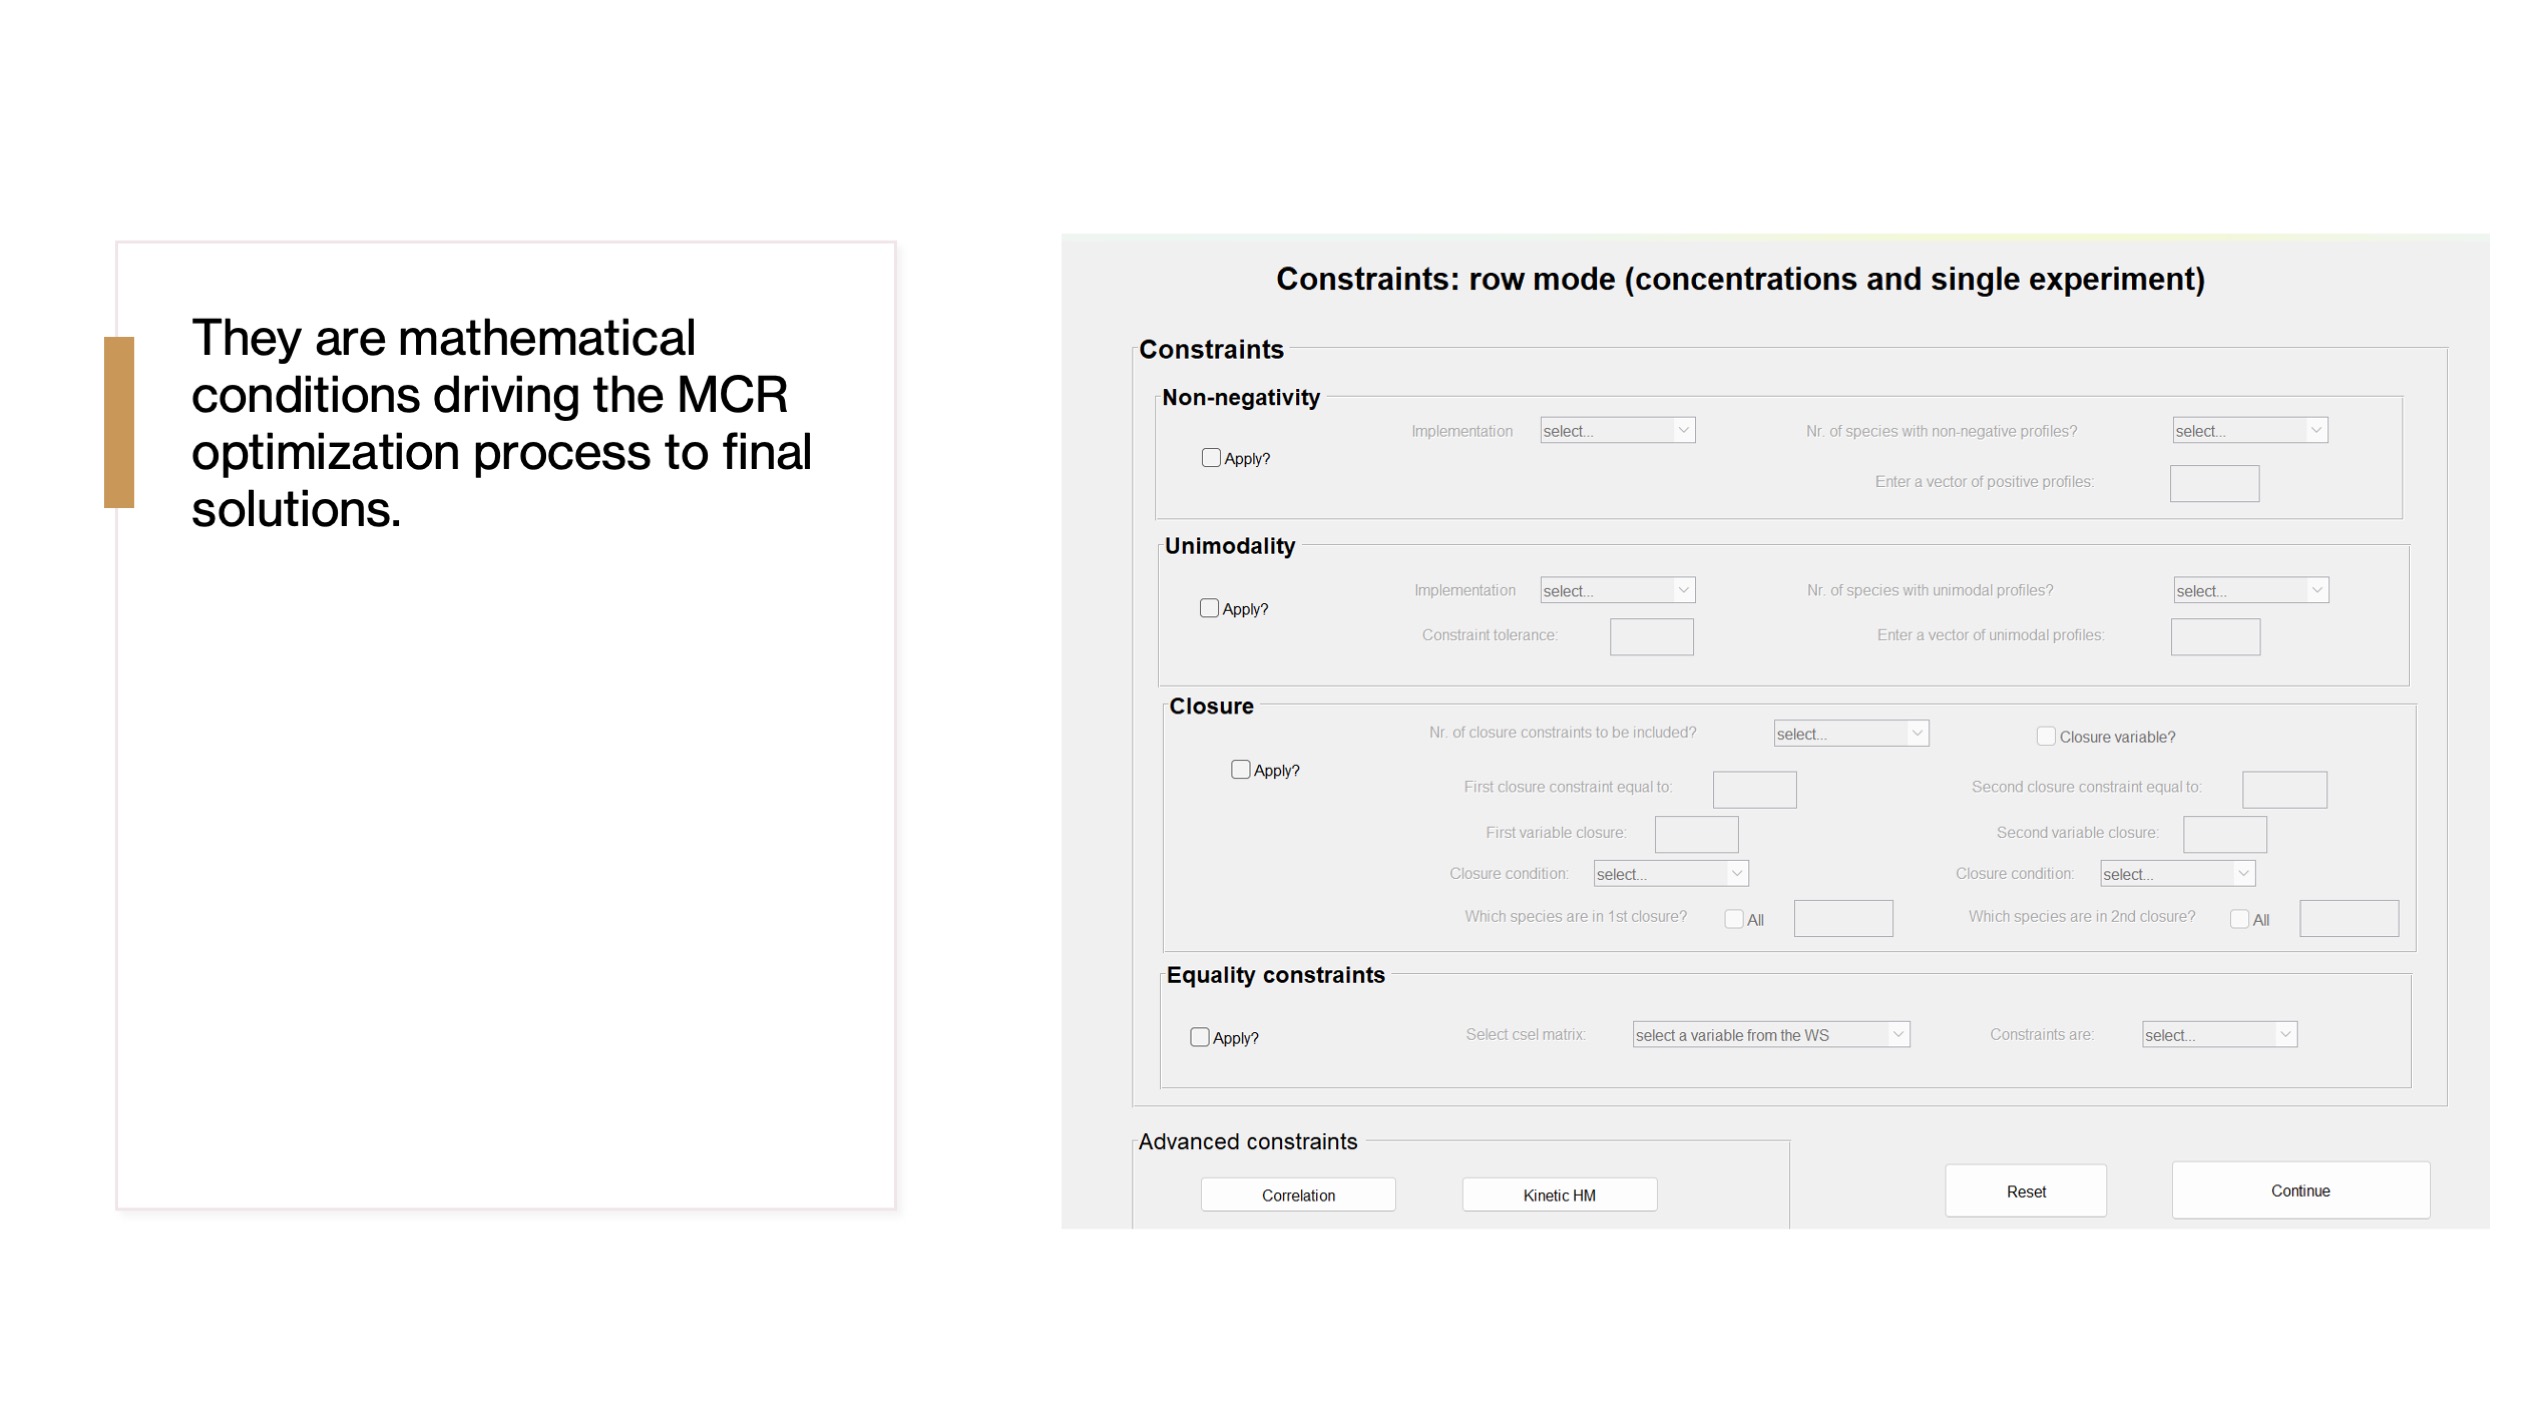 They are mathematical
conditions driving the MCR
optimization process to final
solutions.
Constraints: row mode (concentrations and single experiment)
Constraints
Non-negativity
Implementation select... Nr. of species with non-negative profiles? select...
Apply?
Enter a vector of positive profiles:
Unimodality
Implementation select... Nr. of species with unimodal profiles? select...
Apply?
Constraint tolerance: Enter a vector of unimodal profiles:
Closure
Nr. of closure constraints to be included? select... Closure variable?
Apply?
First closure constraint equal to: Second closure constraint equal to:
First variable closure: Second variable closure:
Closure condition: select... Closure condition: select...
Which species are in 1st closure? All Which species are in 2nd closure? All
Equality constraints
Apply? Select csel matrix: select a variable from the WS Constraints are: select...
Advanced constraints
Correlation Kinetic HM Reset Continue